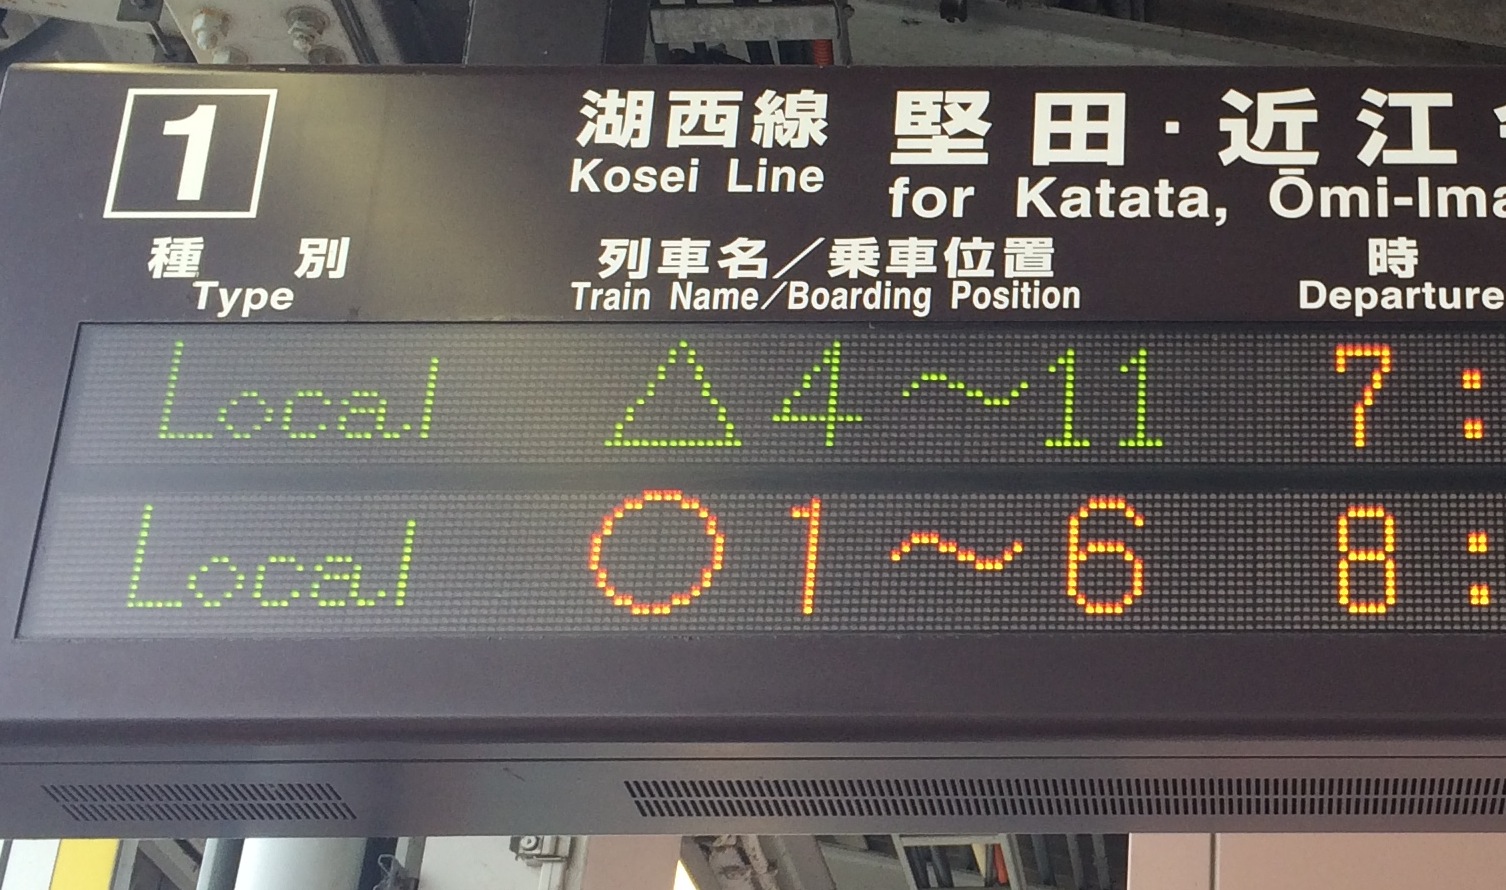 1 湖西線 堅田・近江
Kosei Line for Katata, Ōmi-Ima
種別 列車名／乗車位置 時
Type Train Name/Boarding Position Departure
Local △4～11 7:
Local ○1～6 8: